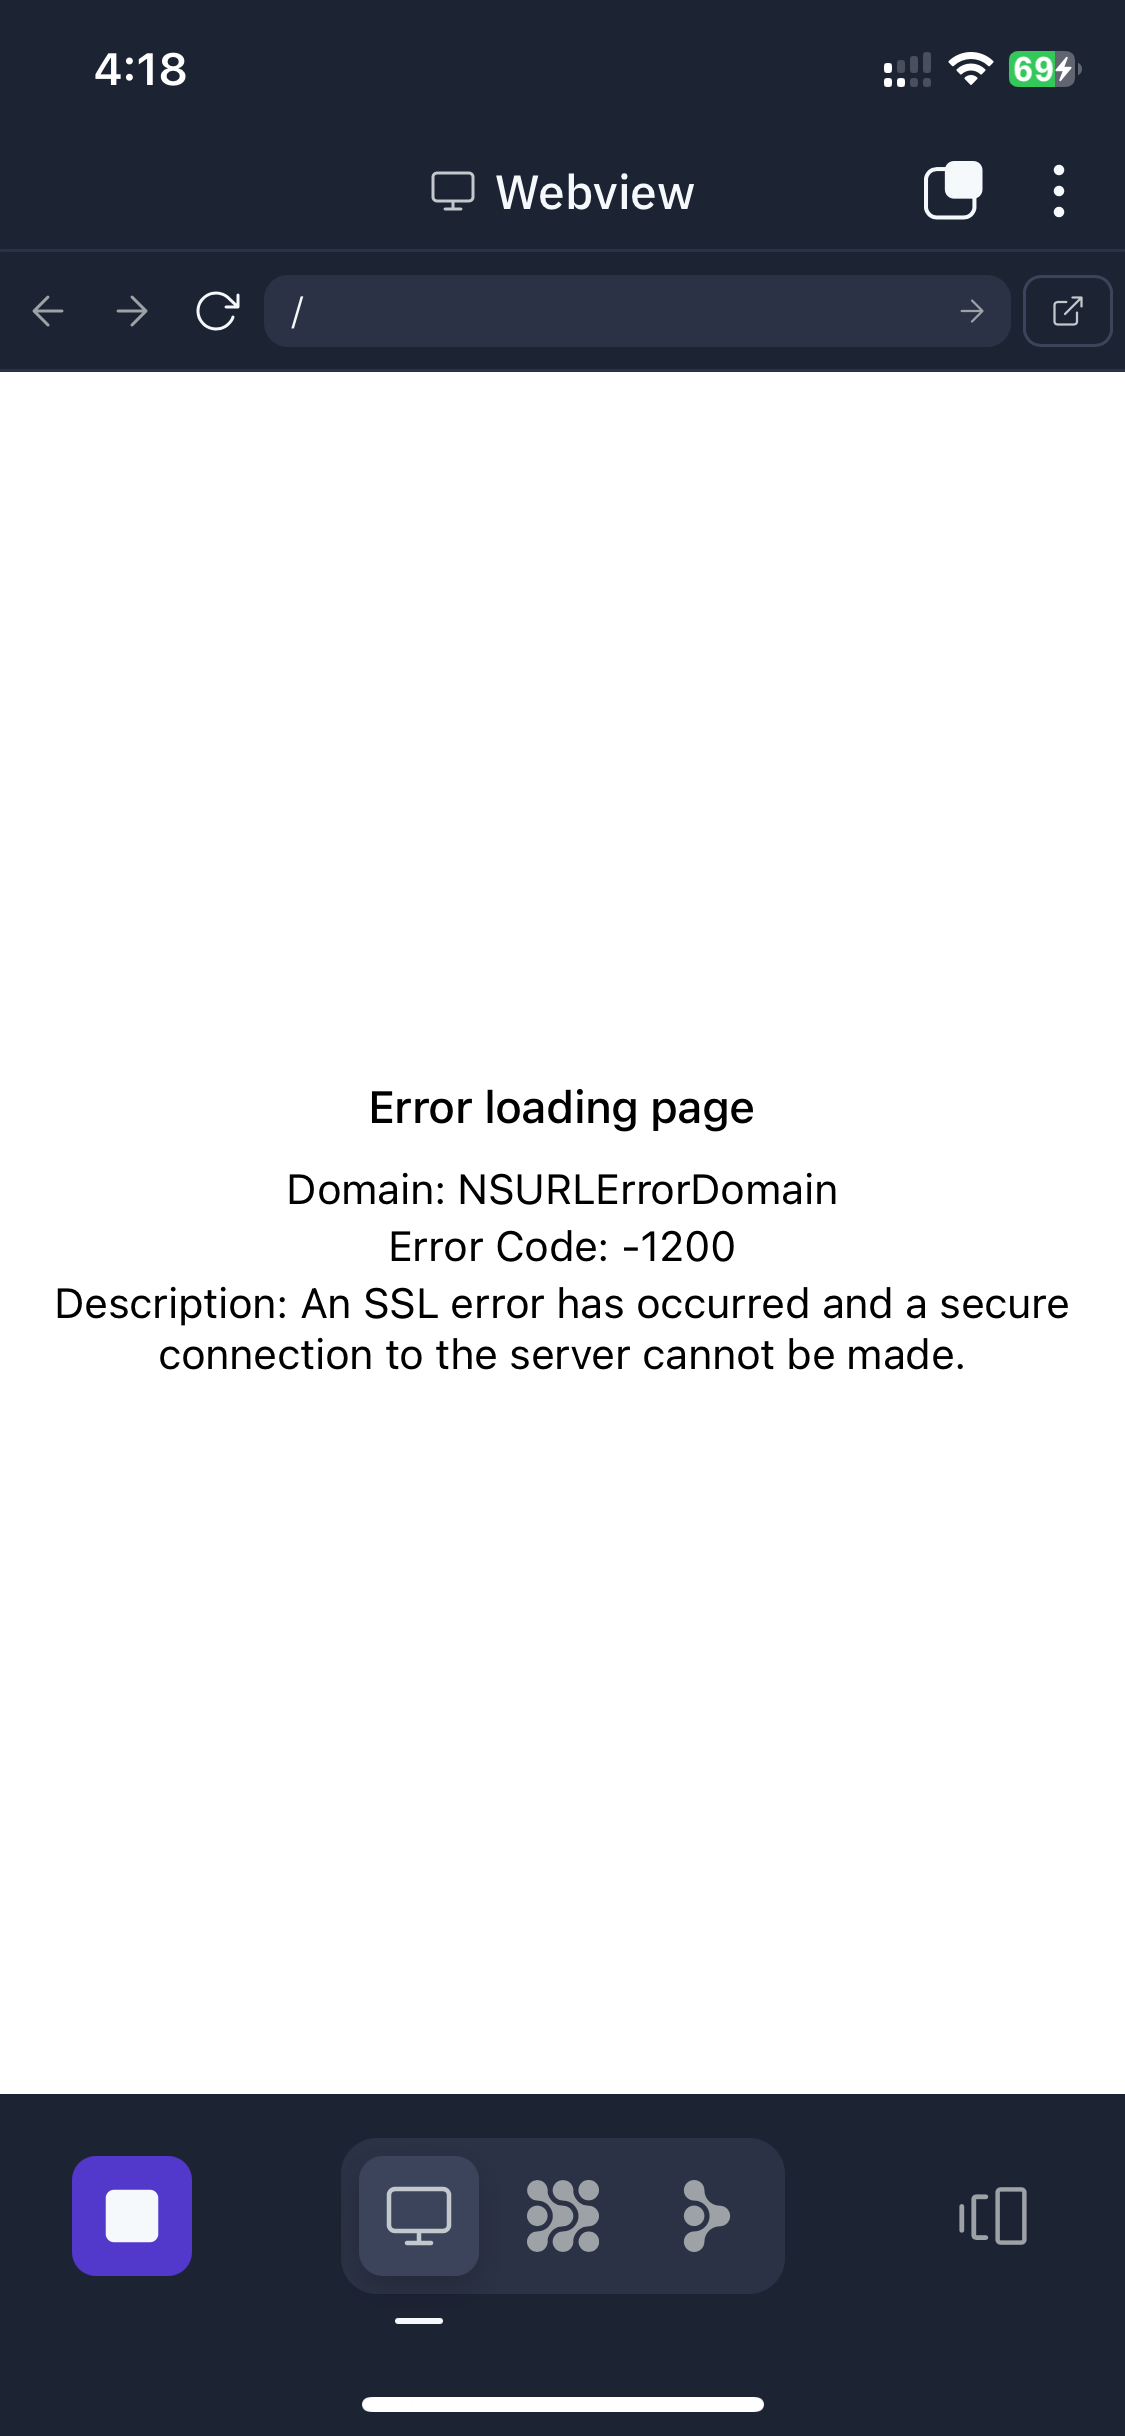 4:18
69
Webview
/
Error loading page
Domain: NSURLErrorDomain
Error Code: -1200
Description: An SSL error has occurred and a secure
connection to the server cannot be made.